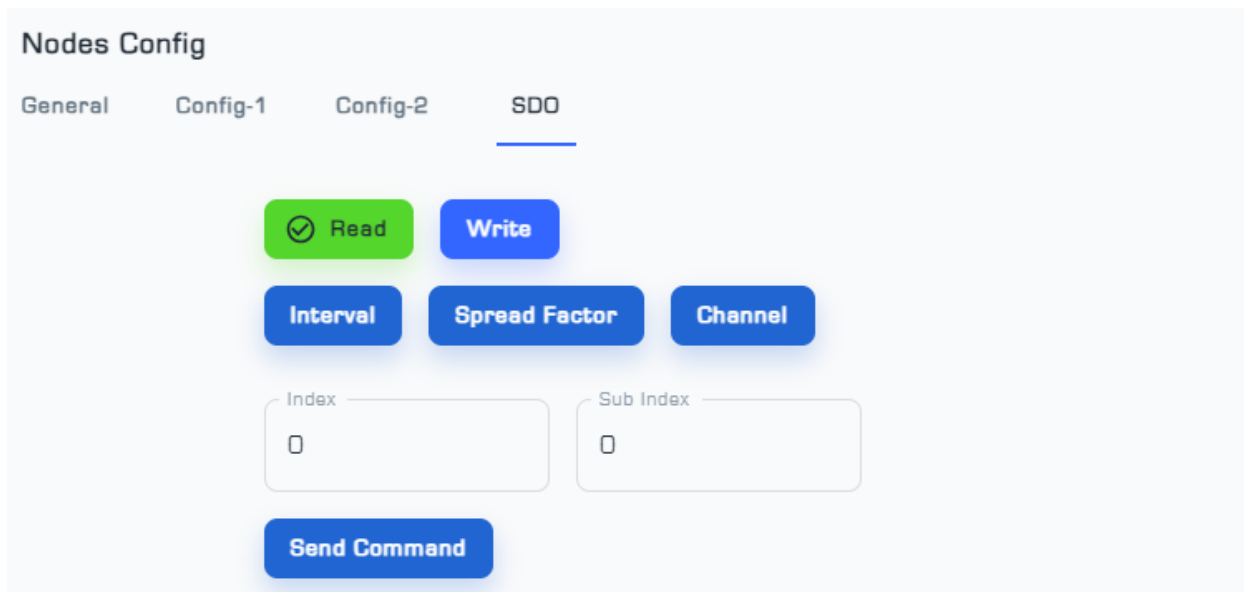 Nodes Config
General Config-1 Config-2 SDO
Read Write
Interval Spread Factor Channel
Index Sub Index
0 0
Send Command